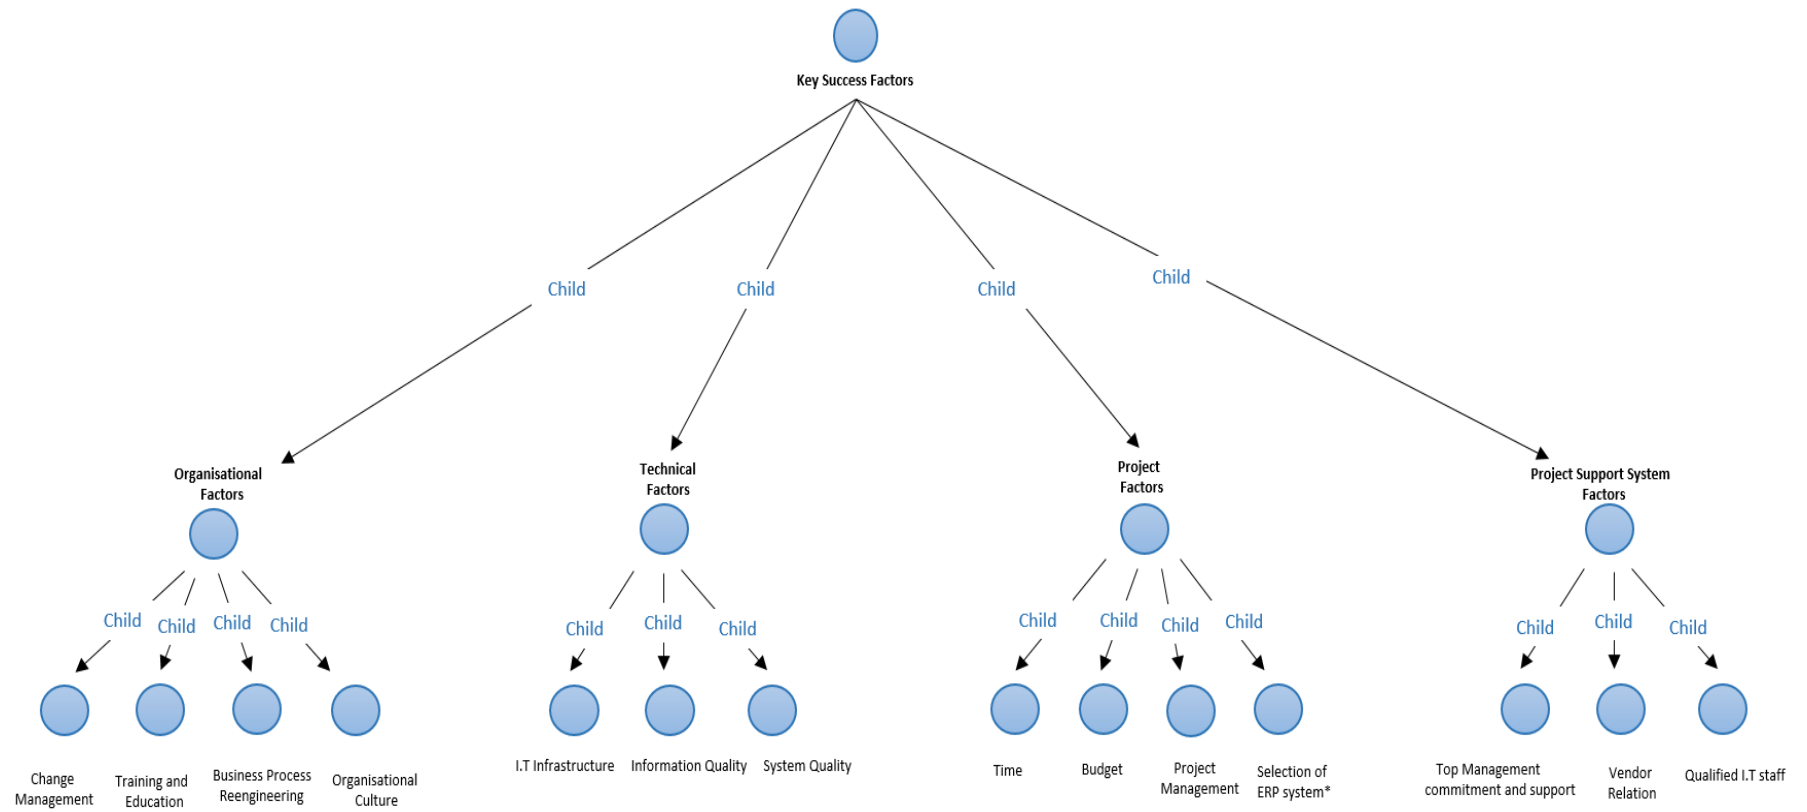 Key Success Factors
Child
Child
Child
Child
Organisational
Factors
Technical
Factors
Project
Factors
Project Support System
Factors
Child
Child
Child
Child
Child
Child
Child
Child
Child
Child
Child
Child
Child
Child
Change
Management
Training and
Education
Business Process
Reengineering
Organisational
Culture
I.T Infrastructure
Information Quality
System Quality
Time
Budget
Project
Management
Selection of
ERP system*
Top Management
commitment and support
Vendor
Relation
Qualified I.T staff